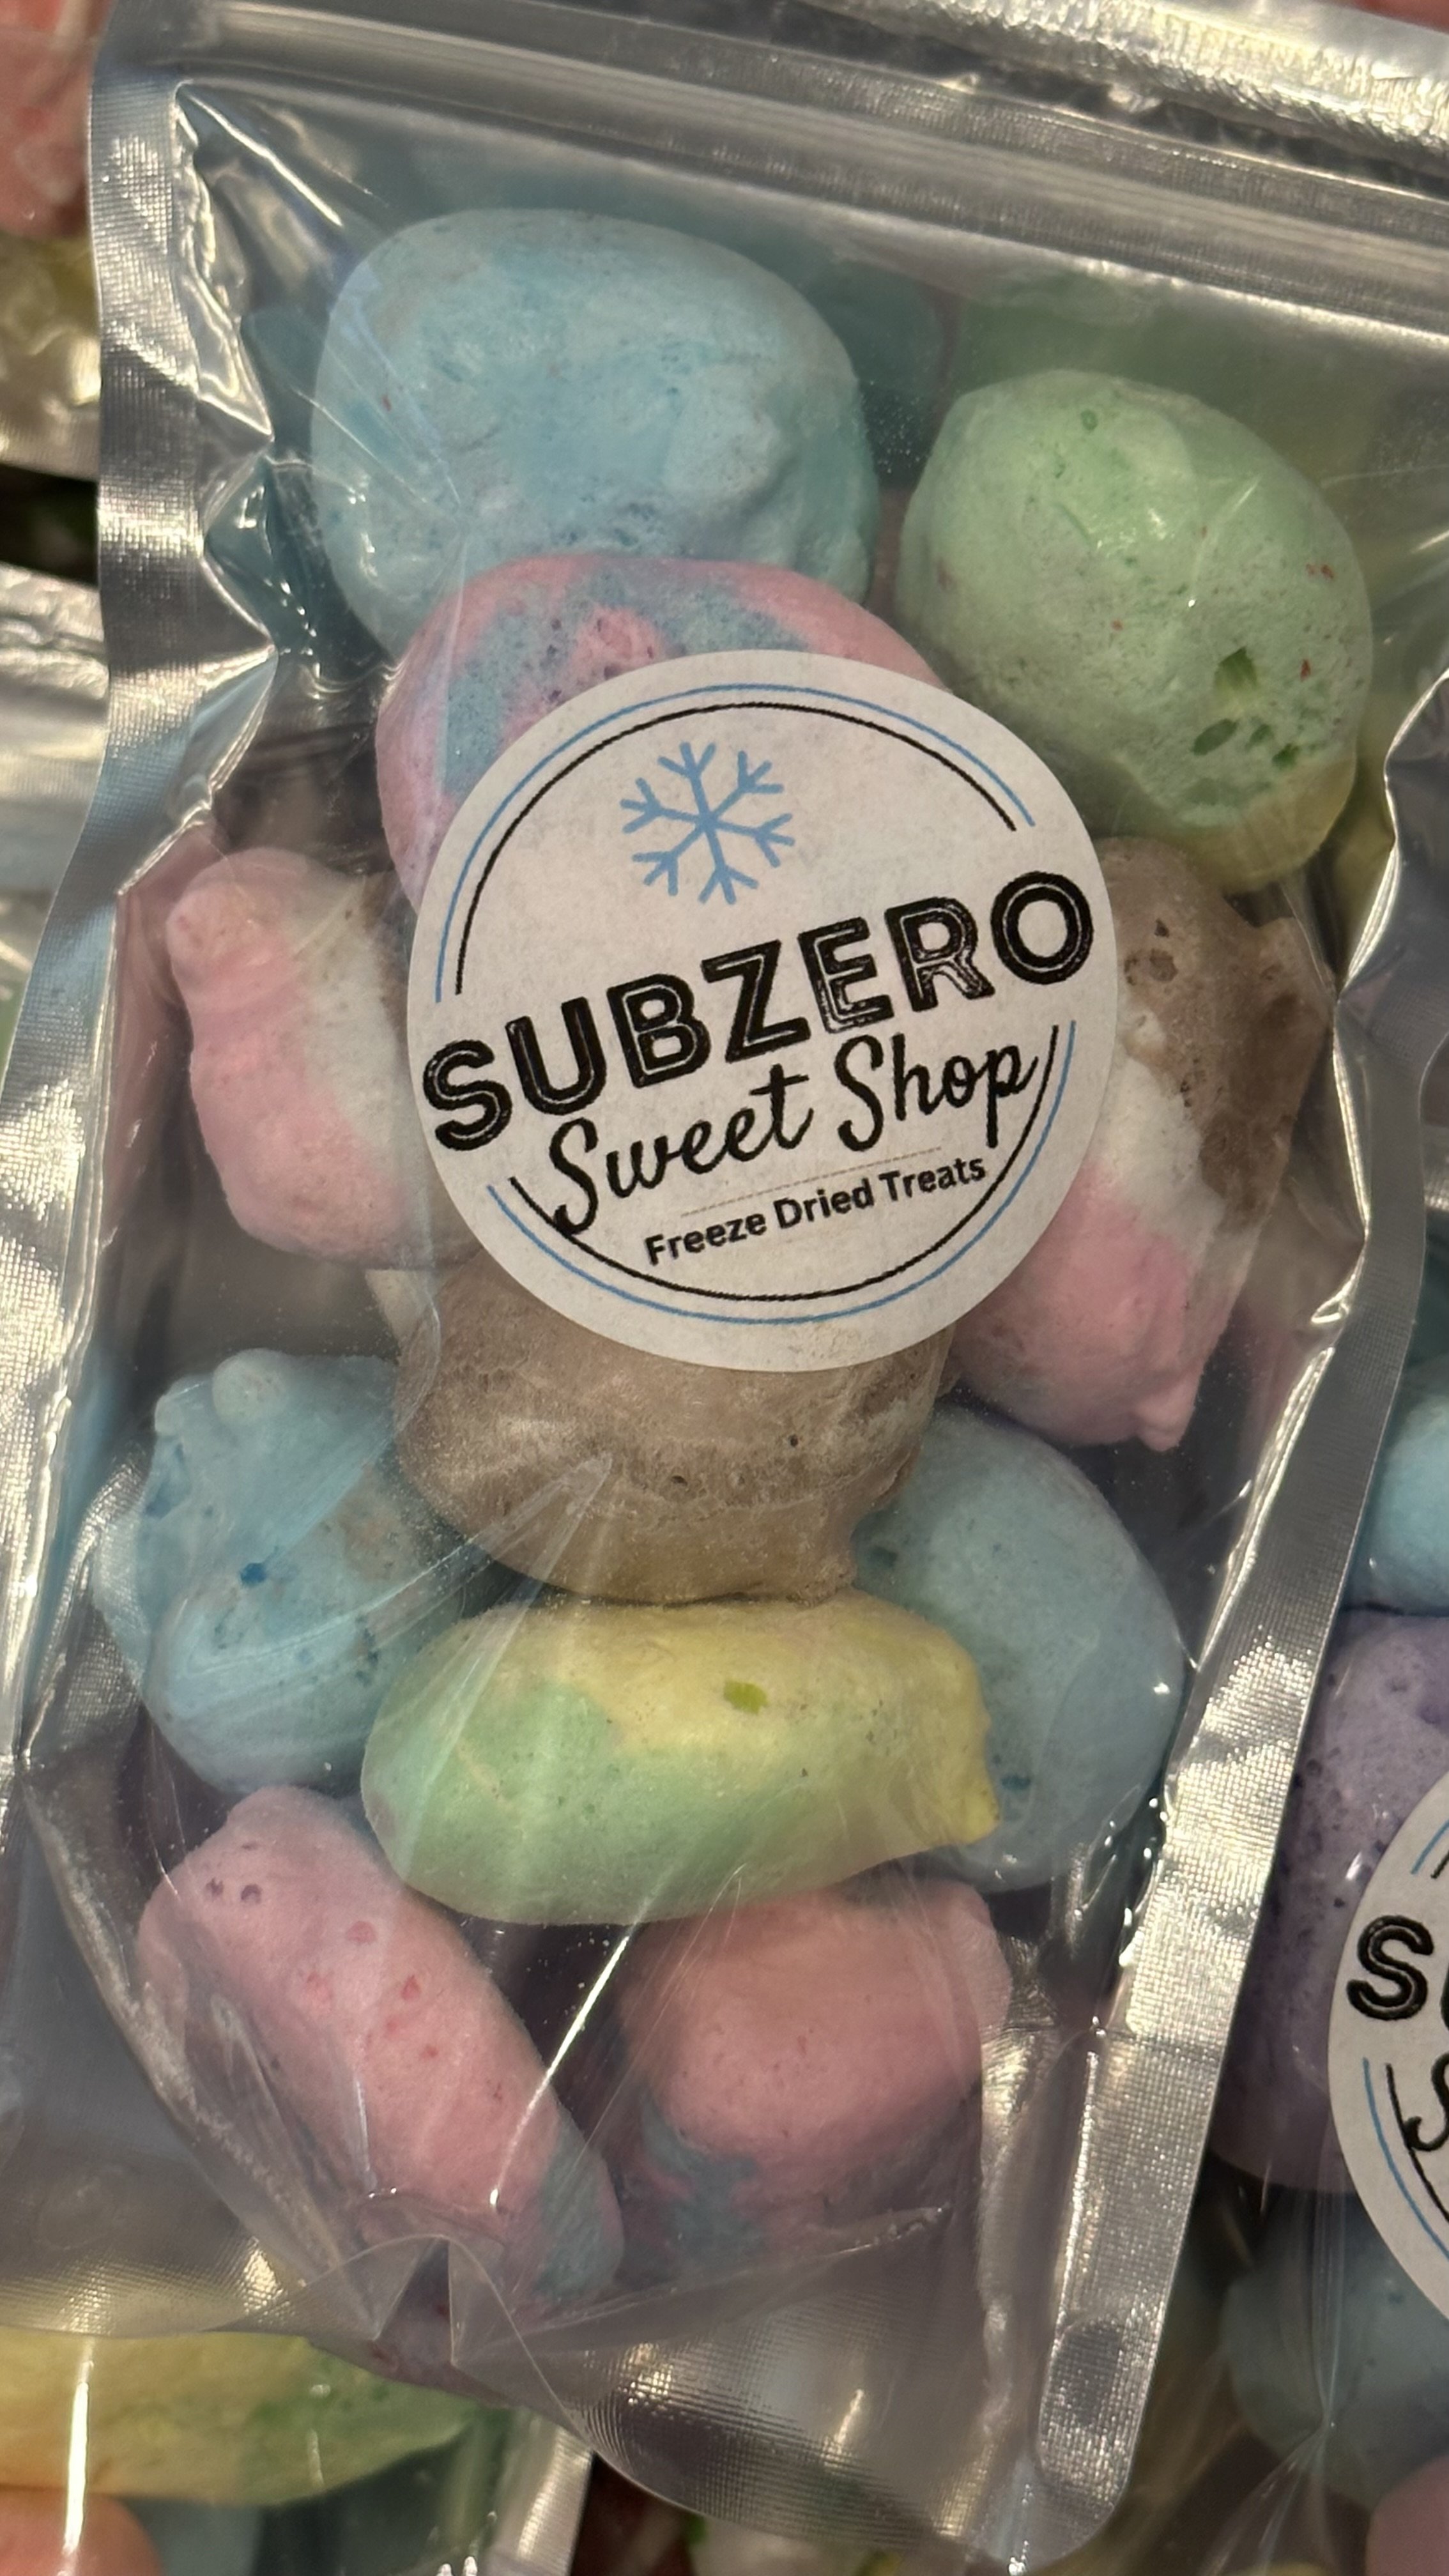 SUBZERO
Sweet Shop
Freeze Dried Treats
S
S